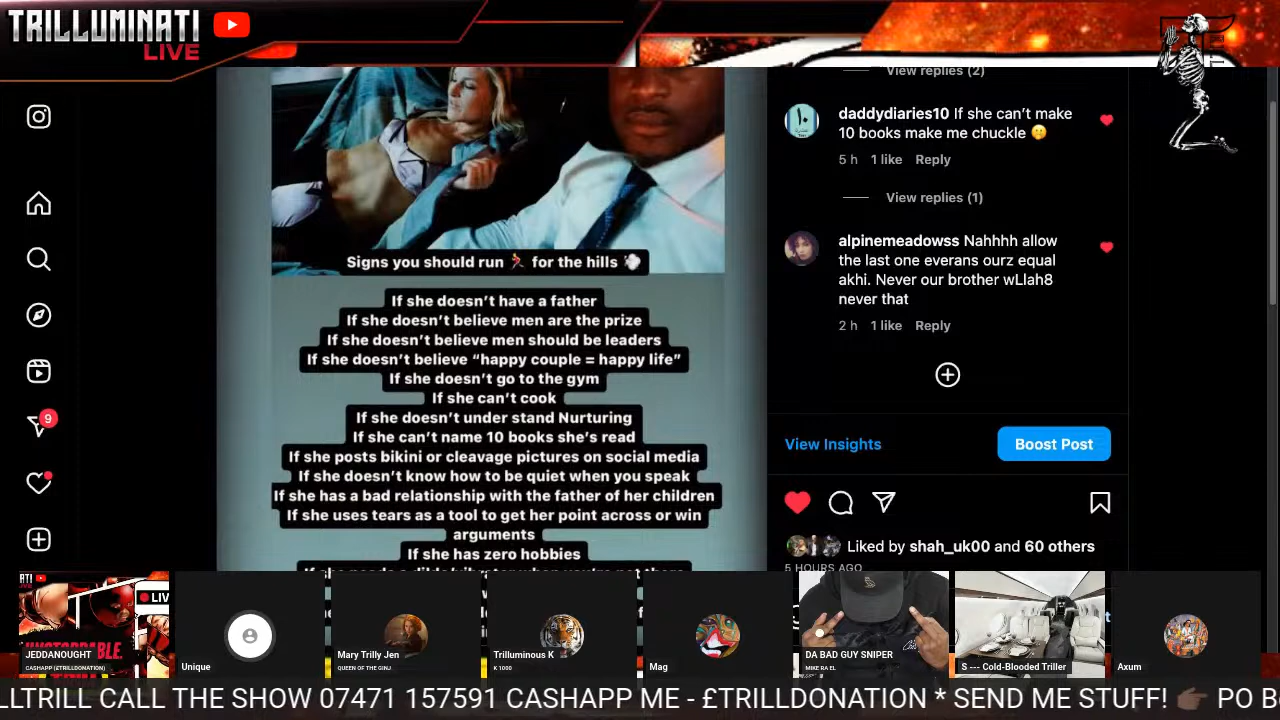 TRILLUMINATI
LIVE
View replies (2)
daddydiaries10 If she can't make
10 books make me chuckle 🤭
5 h 1 like Reply
View replies (1)
alpinemeadowss Nahhhh allow
the last one everans ourz equal
akhi. Never our brother wLlah8
never that
2 h 1 like Reply
Signs you should run 🏃 for the hills 💨
If she doesn't have a father
If she doesn't believe men are the prize
If she doesn't believe men should be leaders
If she doesn't believe “happy couple = happy life”
If she doesn't go to the gym
If she can't cook
If she doesn't under stand Nurturing
If she can't name 10 books she's read
If she posts bikini or cleavage pictures on social media
If she doesn't know how to be quiet when you speak
If she has a bad relationship with the father of her children
If she uses tears as a tool to get her point across or win
arguments
If she has zero hobbies
9
View Insights
Boost Post
Liked by shah_uk00 and 60 others
5 HOURS AGO
LIV
JEDDANOUGHT
CASHAPP (£TRILLDONATION)
Unique
Mary Trilly Jen
QUEEN OF THE GINU
Trilluminous K
K 1000
Mag
DA BAD GUY SNIPER
MIKE RA EL
S --- Cold-Blooded Triller
Axum
LLTRILL CALL THE SHOW 07471 157591 CASHAPP ME - £TRILLDONATION * SEND ME STUFF! 👉🏾 PO B